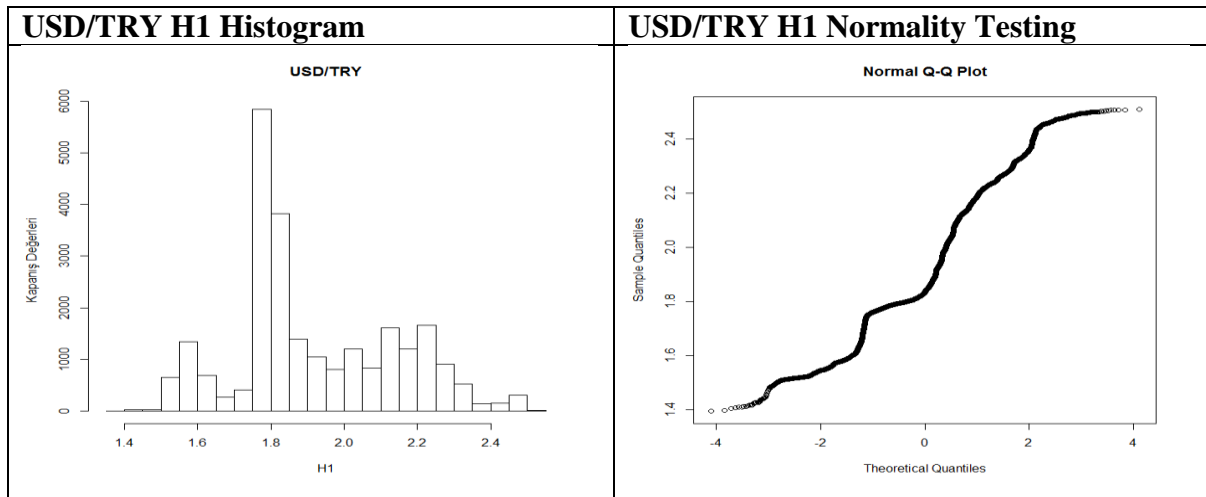 USD/TRY H1 Histogram
USD/TRY H1 Normality Testing
USD/TRY
Kapanış Değerleri
6000
5000
4000
3000
2000
1000
0
1.4 1.6 1.8 2.0 2.2 2.4
H1
Normal Q-Q Plot
Sample Quantiles
2.4
2.2
2.0
1.8
1.6
1.4
-4 -2 0 2 4
Theoretical Quantiles